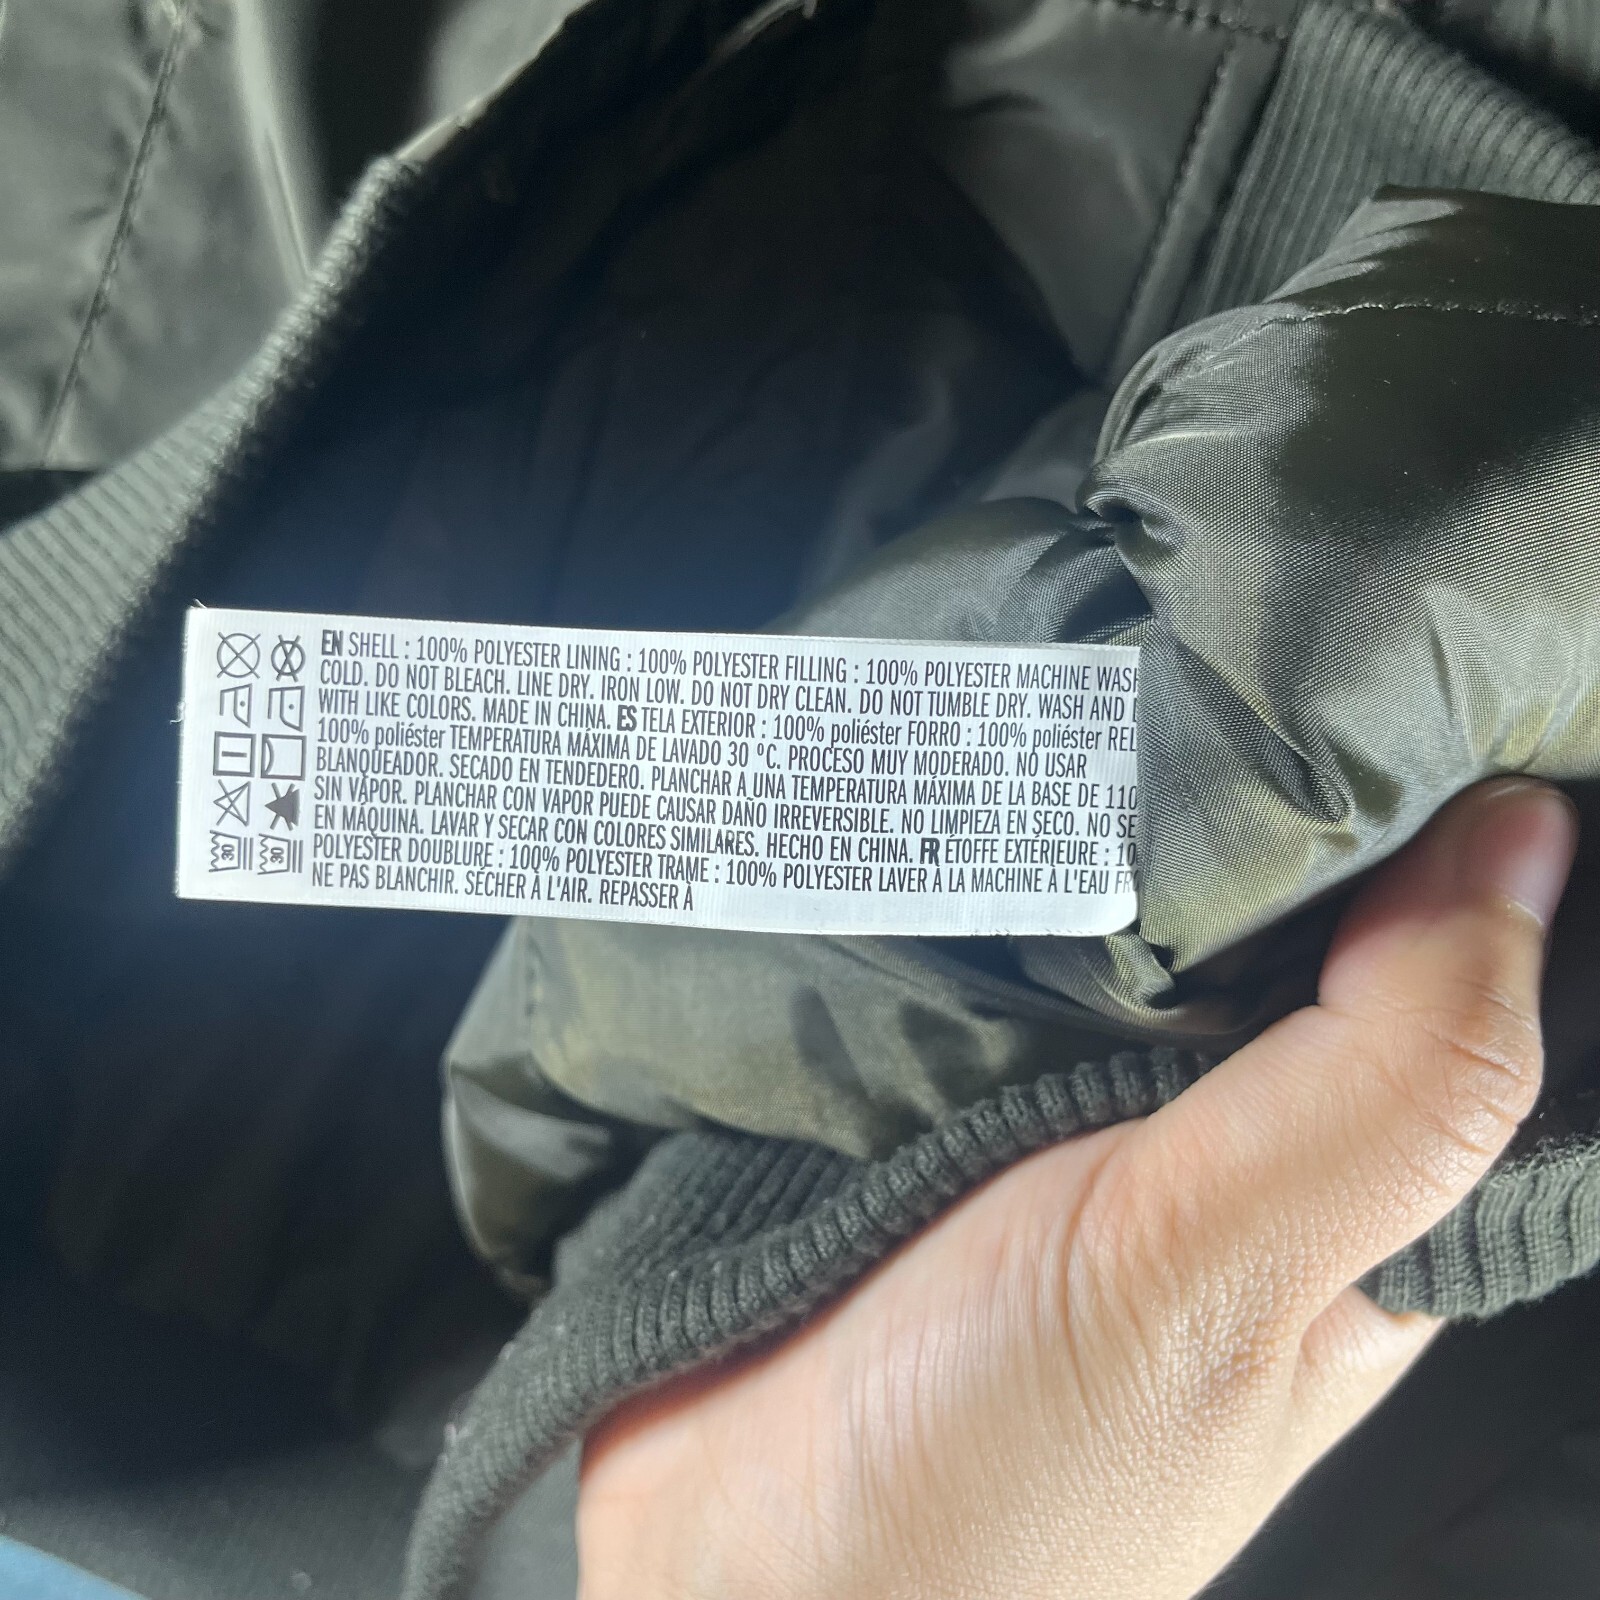 EN SHELL : 100% POLYESTER LINING : 100% POLYESTER FILLING : 100% POLYESTER MACHINE WASH
COLD. DO NOT BLEACH. LINE DRY. IRON LOW. DO NOT DRY CLEAN. DO NOT TUMBLE DRY. WASH AND
WITH LIKE COLORS. MADE IN CHINA. ES TELA EXTERIOR : 100% poliéster FORRO : 100% poliéster REL
100% poliéster TEMPERATURA MÁXIMA DE LAVADO 30 ºC. PROCESO MUY MODERADO. NO USAR
BLANQUEADOR. SECADO EN TENDEDERO. PLANCHAR A UNA TEMPERATURA MÁXIMA DE LA BASE DE 110
SIN VAPOR. PLANCHAR CON VAPOR PUEDE CAUSAR DAÑO IRREVERSIBLE. NO LIMPIEZA EN SECO. NO SE
EN MÁQUINA. LAVAR Y SECAR CON COLORES SIMILARES. HECHO EN CHINA. FR ÉTOFFE EXTÉRIEURE : 10
POLYESTER DOUBLURE : 100% POLYESTER TRAME : 100% POLYESTER LAVER À LA MACHINE À L'EAU FRO
NE PAS BLANCHIR. SÉCHER À L'AIR. REPASSER À
30 30